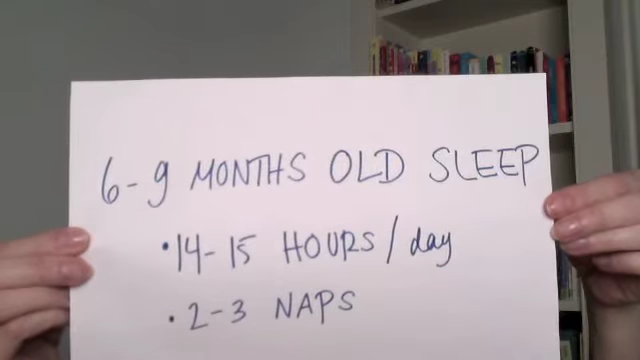 6-9 MONTHS OLD SLEEP
•14-15 HOURS/day
•2-3 NAPS